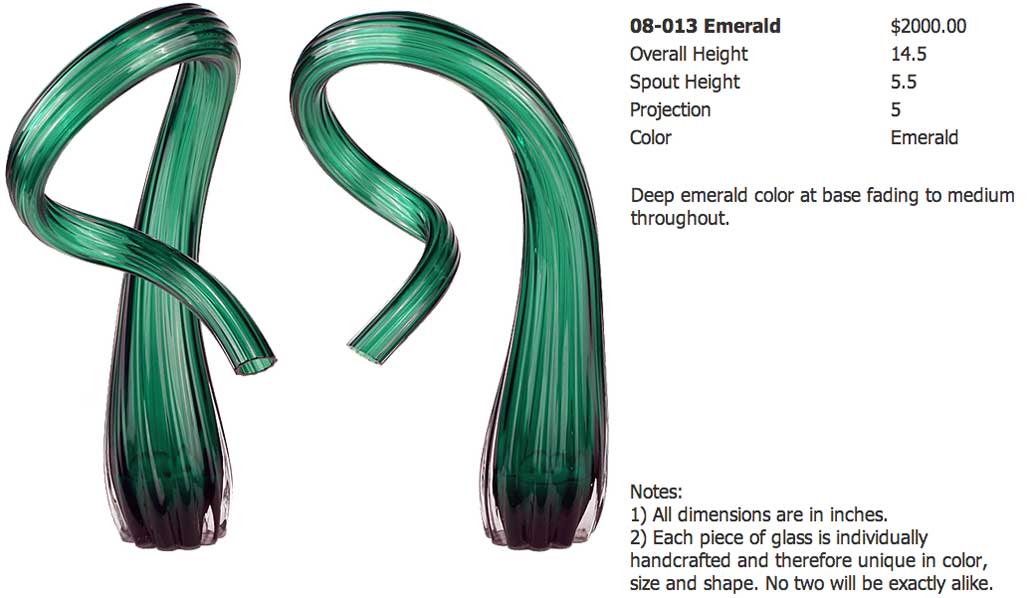 08-013 Emerald $2000.00
Overall Height 14.5
Spout Height 5.5
Projection 5
Color Emerald
Deep emerald color at base fading to medium
throughout.
Notes:
1) All dimensions are in inches.
2) Each piece of glass is individually
handcrafted and therefore unique in color,
size and shape. No two will be exactly alike.